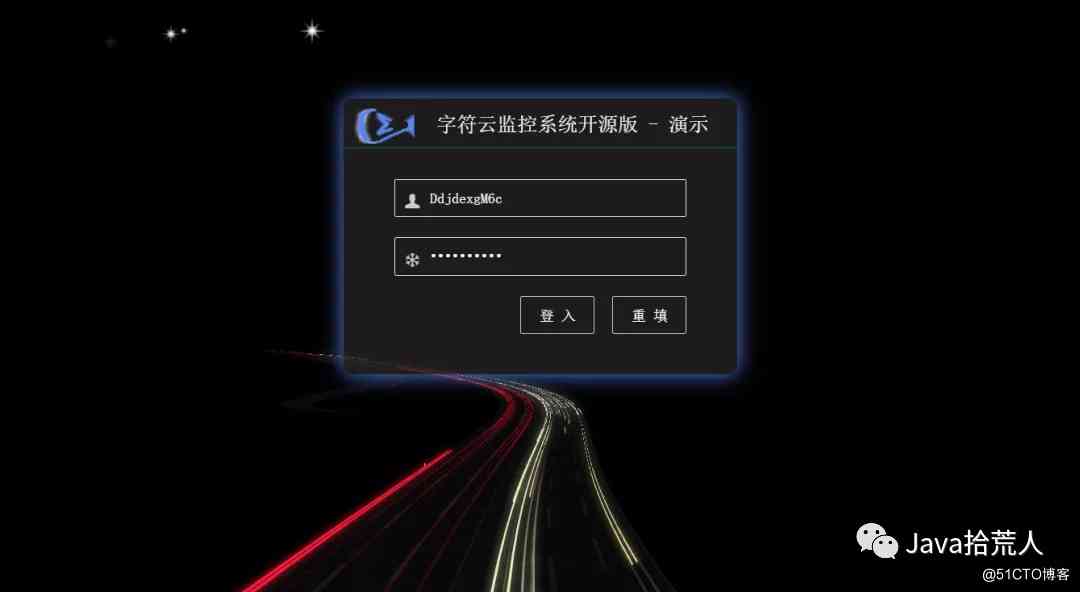 字符云监控系统开源版 - 演示
DdjdexgM6c
••••••••••
登 入
重 填
Java拾荒人
@51CTO博客